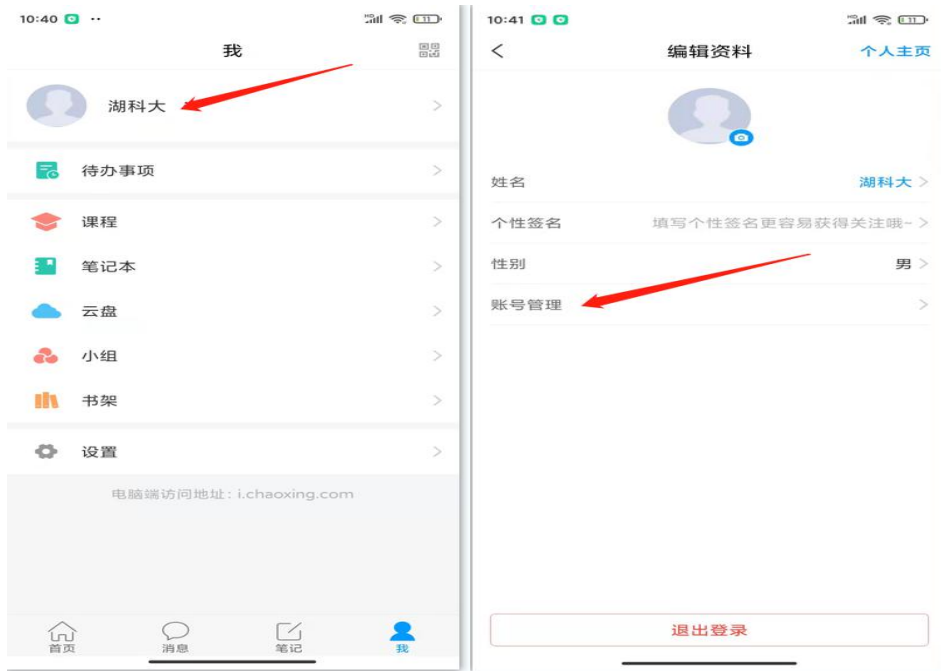 10:40
11
我
湖科大
待办事项
课程
笔记本
云盘
小组
书架
设置
电脑端访问地址：i.chaoxing.com
首页
消息
笔记
我
10:41
11
编辑资料
个人主页
姓名
湖科大
个性签名
填写个性签名更容易获得关注哦~
性别
男
账号管理
退出登录